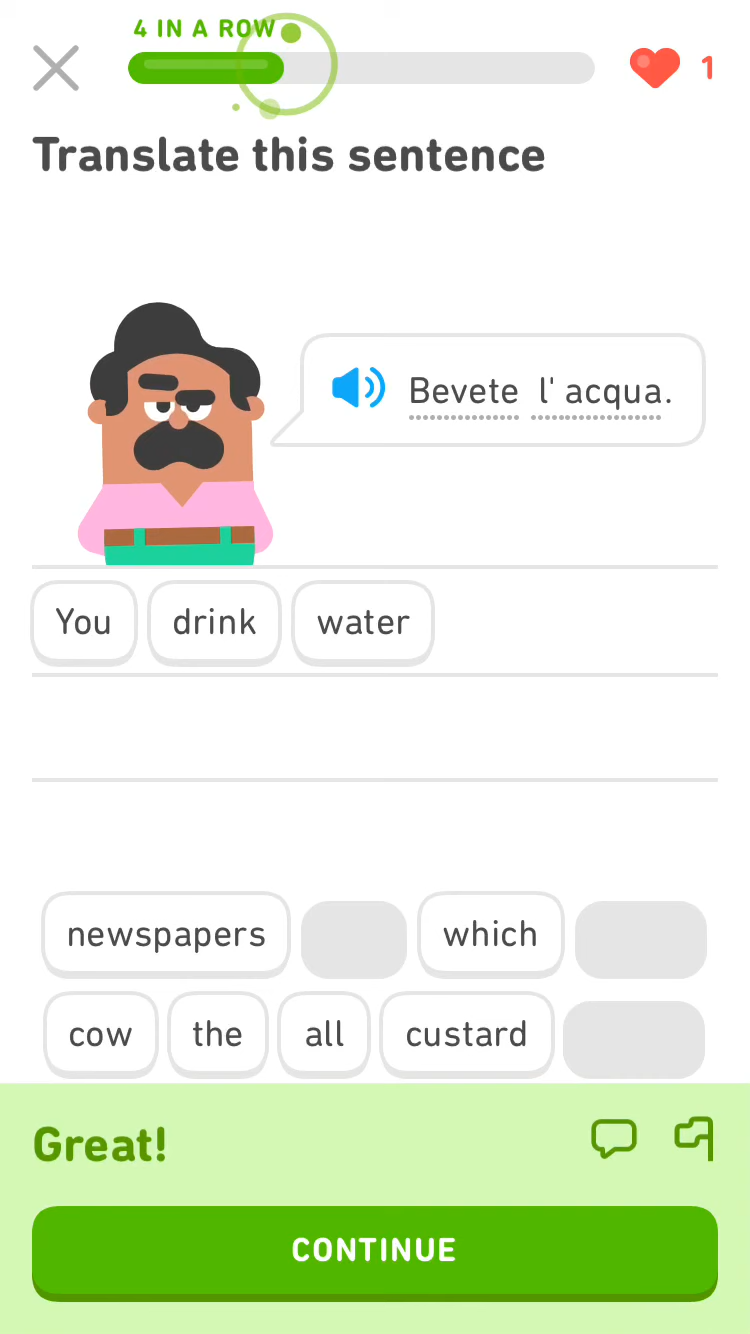 4 IN A ROW
1
Translate this sentence
Bevete l' acqua.
You drink water
newspapers which
cow the all custard
Great!
CONTINUE